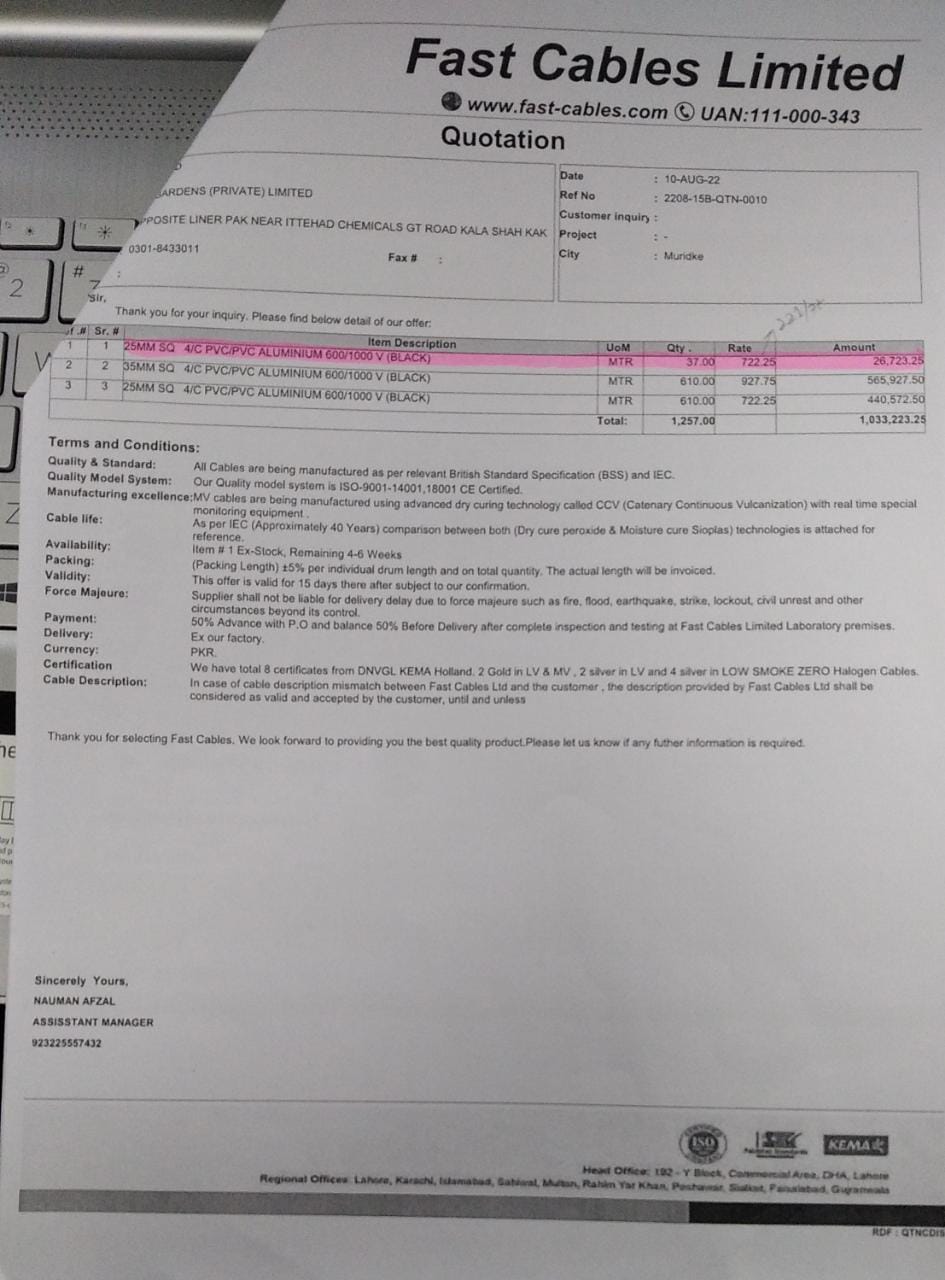 Fast Cables Limited
www.fast-cables.com UAN:111-000-343
Quotation
ARDENS (PRIVATE) LIMITED
PPOSITE LINER PAK NEAR ITTEHAD CHEMICALS GT ROAD KALA SHAH KAK
0301-8433011
Fax # :
:
Date : 10-AUG-22
Ref No : 2208-15B-QTN-0010
Customer inquiry :
Project : -
City : Muridke
Sir,
Thank you for your inquiry. Please find below detail of our offer:
221/
f .# Sr. # Item Description UoM Qty . Rate Amount
1 1 25MM SQ 4/C PVC/PVC ALUMINIUM 600/1000 V (BLACK) MTR 37.00 722.25 26,723.25
2 2 35MM SQ 4/C PVC/PVC ALUMINIUM 600/1000 V (BLACK) MTR 610.00 927.75 565,927.50
3 3 25MM SQ 4/C PVC/PVC ALUMINIUM 600/1000 V (BLACK) MTR 610.00 722.25 440,572.50
Total: 1,257.00 1,033,223.25
Terms and Conditions:
Quality & Standard: All Cables are being manufactured as per relevant British Standard Specification (BSS) and IEC.
Quality Model System: Our Quality model system is ISO-9001-14001,18001 CE Certified.
Manufacturing excellence: MV cables are being manufactured using advanced dry curing technology called CCV (Catenary Continuous Vulcanization) with real time special
monitoring equipment .
Cable life: As per IEC (Approximately 40 Years) comparison between both (Dry cure peroxide & Moisture cure Sioplas) technologies is attached for
reference.
Availability: Item # 1 Ex-Stock, Remaining 4-6 Weeks
Packing: (Packing Length) ±5% per individual drum length and on total quantity. The actual length will be invoiced.
Validity: This offer is valid for 15 days there after subject to our confirmation.
Force Majeure: Supplier shall not be liable for delivery delay due to force majeure such as fire, flood, earthquake, strike, lockout, civil unrest and other
circumstances beyond its control.
Payment: 50% Advance with P.O and balance 50% Before Delivery after complete inspection and testing at Fast Cables Limited Laboratory premises.
Delivery: Ex our factory.
Currency: PKR.
Certification We have total 8 certificates from DNVGL KEMA Holland. 2 Gold in LV & MV , 2 silver in LV and 4 silver in LOW SMOKE ZERO Halogen Cables.
Cable Description: In case of cable description mismatch between Fast Cables Ltd and the customer , the description provided by Fast Cables Ltd shall be
considered as valid and accepted by the customer, until and unless
Thank you for selecting Fast Cables. We look forward to providing you the best quality product.Please let us know if any futher information is required.
Sincerely Yours,
NAUMAN AFZAL
ASSISSTANT MANAGER
923225557432
ISO
KEMA
Head Office: 192 - Y Block, Commercial Area, DHA, Lahore
Regional Offices: Lahore, Karachi, Islamabad, Sahiwal, Multan, Rahim Yar Khan, Peshawar, Sialkot, Faisalabad, Gujranwala
RDF : QTNCDIS